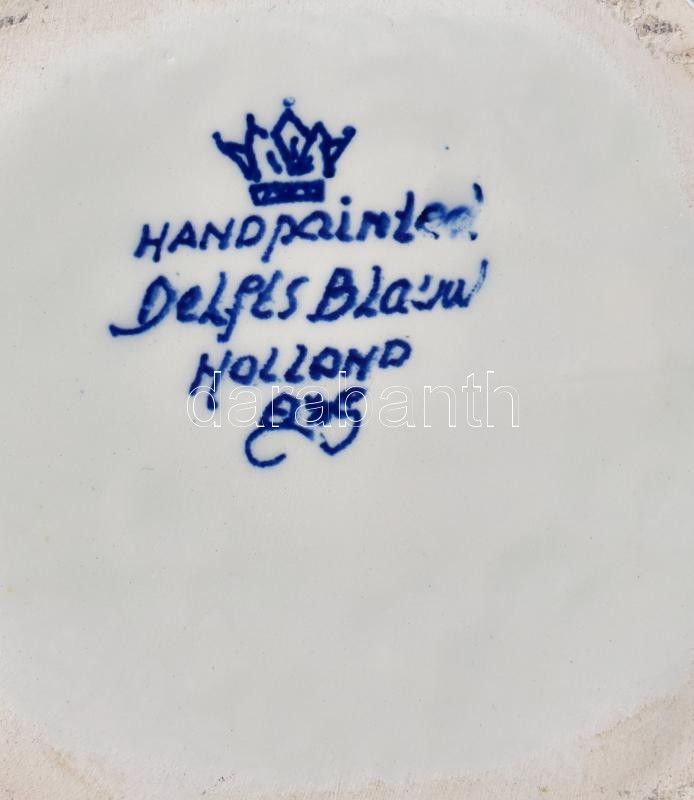 HANDpainted
Delfts Blauw
HOLLAND
darabanth